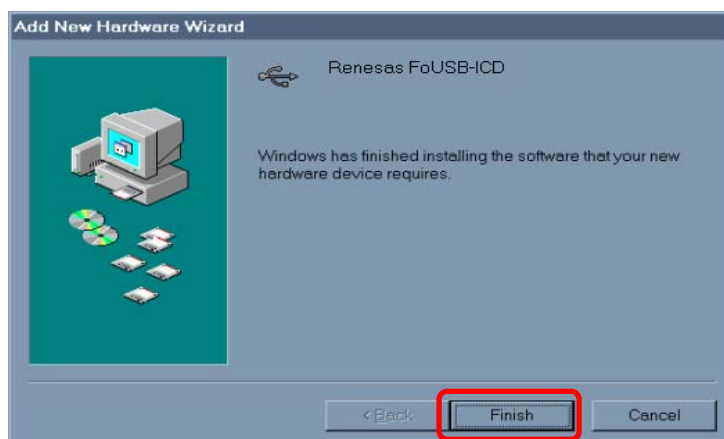 Add New Hardware Wizard
Renesas FoUSB-ICD
Windows has finished installing the software that your new
hardware device requires.
< Back
Finish
Cancel